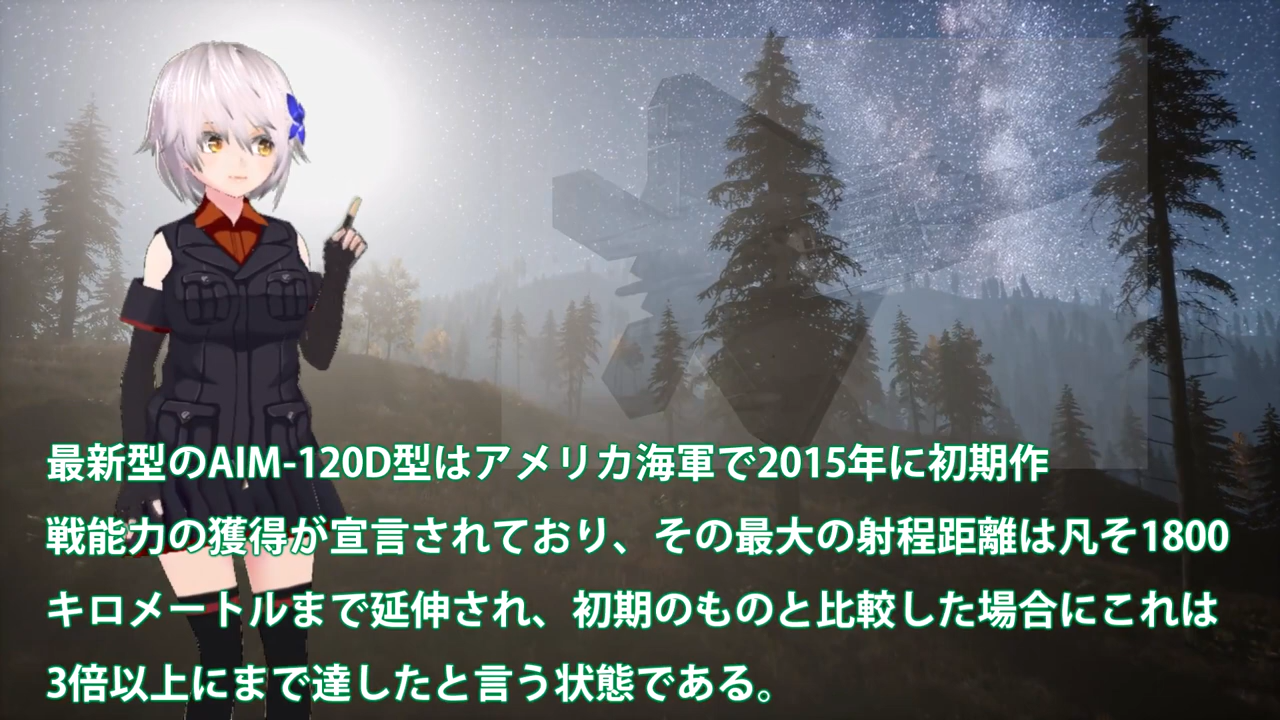 最新型のAIM-120D型はアメリカ海軍で2015年に初期作
戦能力の獲得が宣言されており、その最大の射程距離は凡そ1800
キロメートルまで延伸され、初期のものと比較した場合にこれは
3倍以上にまで達したと言う状態である。